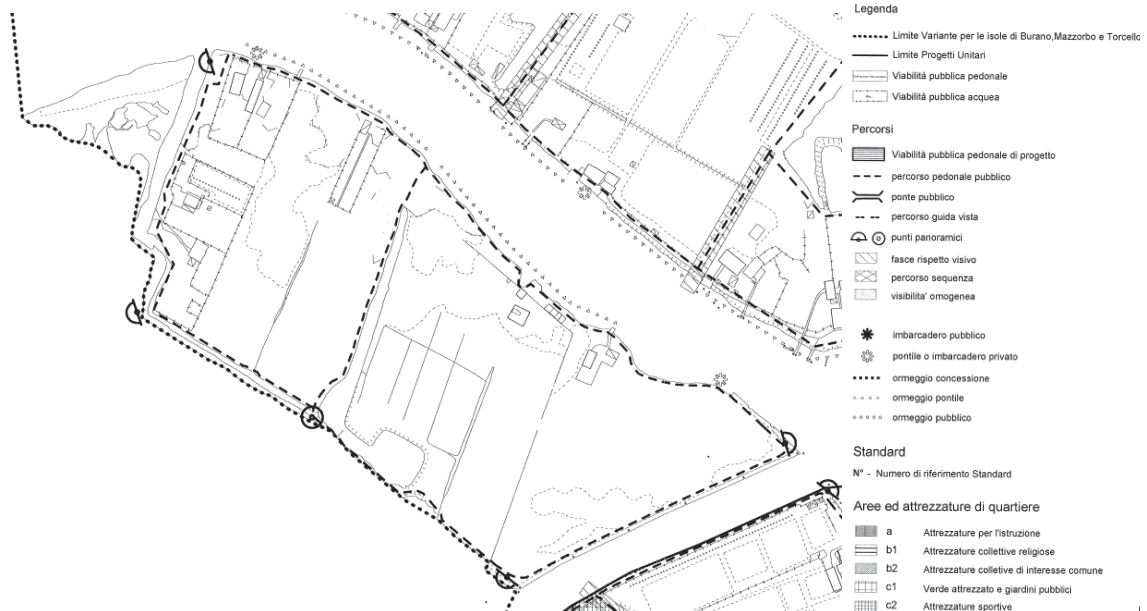 Legenda
Limite Variante per le isole di Burano,Mazzorbo e Torcello
Limite Progetti Unitari
Viabilità pubblica pedonale
Viabilità pubblica acquea
Percorsi
Viabilità pubblica pedonale di progetto
percorso pedonale pubblico
ponte pubblico
percorso guida vista
punti panoramici
fasce rispetto visivo
percorso sequenza
visibilita' omogenea
imbarcadero pubblico
pontile o imbarcadero privato
ormeggio concessione
ormeggio pontile
ormeggio pubblico
Standard
N° - Numero di riferimento Standard
Aree ed attrezzature di quartiere
a Attrezzature per l'istruzione
b1 Attrezzature collettive religiose
b2 Attrezzature colletive di interesse comune
c1 Verde attrezzato e giardini pubblici
c2 Attrezzature sportive